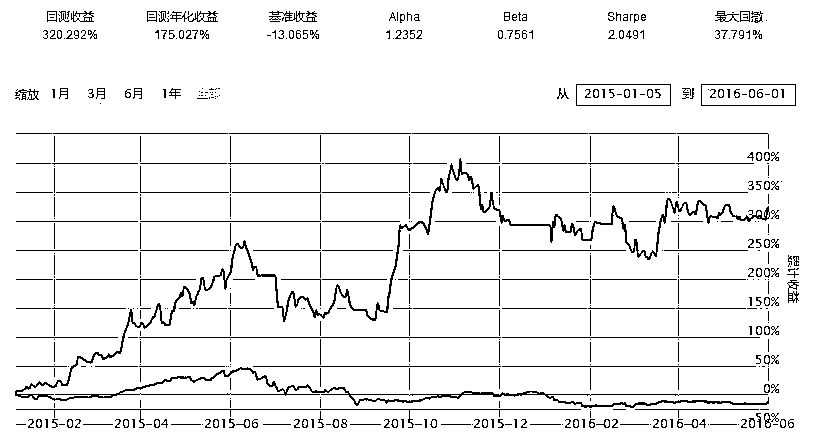 回测收益 回测年化收益 基准收益 Alpha Beta Sharpe 最大回撤
320.292% 175.027% -13.065% 1.2352 0.7561 2.0491 37.791%
缩放 1月 3月 6月 1年 全部 从 2015-01-05 到 2016-06-01
400%
350%
300%
250%
200%
150%
100%
50%
0%
-50%
累计收益
2015-02 2015-04 2015-06 2015-08 2015-10 2015-12 2016-02 2016-04 2016-06